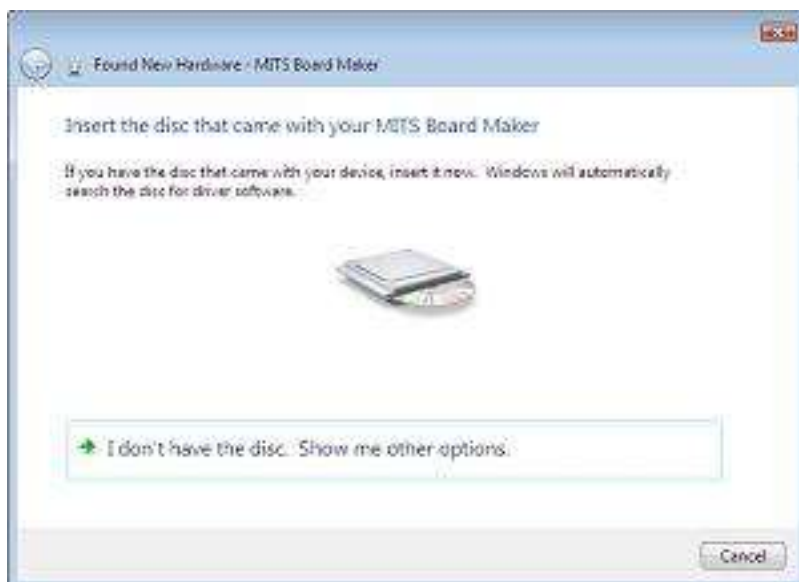 Found New Hardware - MITS Board Maker
Insert the disc that came with your MITS Board Maker
If you have the disc that came with your device, insert it now. Windows will automatically
search the disc for driver software.
I don't have the disc. Show me other options.
Cancel